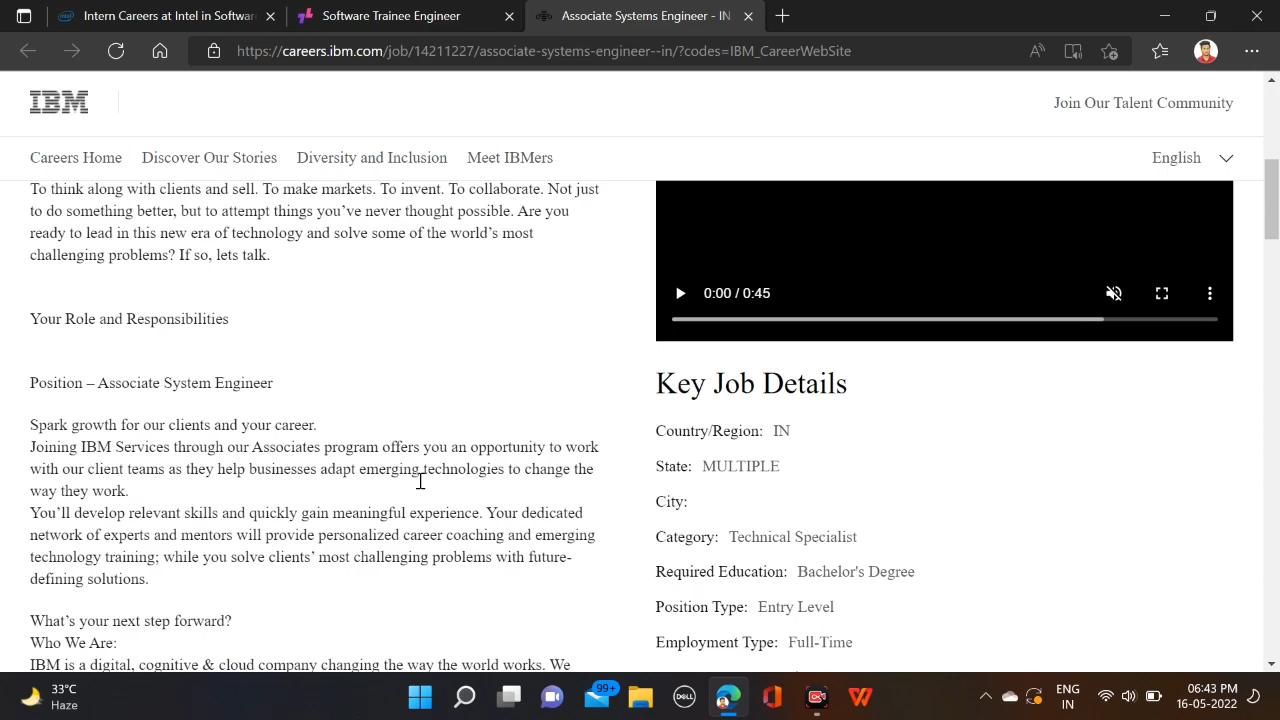 Intern Careers at Intel in Softwar
Software Trainee Engineer
Associate Systems Engineer - IN
https://careers.ibm.com/job/14211227/associate-systems-engineer--in/?codes=IBM_CareerWebSite
IBM
Join Our Talent Community
Careers Home
Discover Our Stories
Diversity and Inclusion
Meet IBMers
English
To think along with clients and sell. To make markets. To invent. To collaborate. Not just
to do something better, but to attempt things you’ve never thought possible. Are you
ready to lead in this new era of technology and solve some of the world’s most
challenging problems? If so, lets talk.
Your Role and Responsibilities
Position – Associate System Engineer
Spark growth for our clients and your career.
Joining IBM Services through our Associates program offers you an opportunity to work
with our client teams as they help businesses adapt emerging technologies to change the
way they work.
You’ll develop relevant skills and quickly gain meaningful experience. Your dedicated
network of experts and mentors will provide personalized career coaching and emerging
technology training; while you solve clients’ most challenging problems with future-
defining solutions.
What’s your next step forward?
Who We Are:
IBM is a digital, cognitive & cloud company changing the way the world works. We
0:00 / 0:45
Key Job Details
Country/Region: IN
State: MULTIPLE
City:
Category: Technical Specialist
Required Education: Bachelor's Degree
Position Type: Entry Level
Employment Type: Full-Time
33°C
Haze
99+
DELL
ENG
IN
06:43 PM
16-05-2022